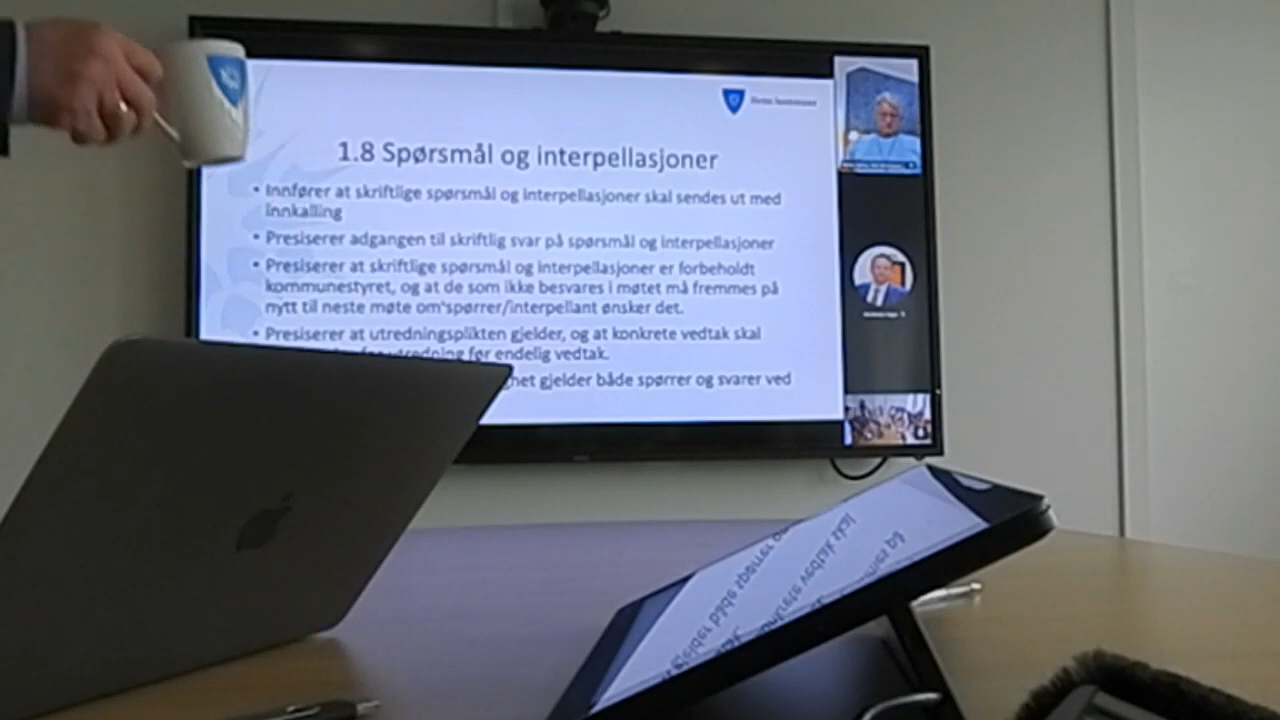 1.8 Spørsmål og interpellasjoner
• Innfører at skriftlige spørsmål og interpellasjoner skal sendes ut med
innkalling
• Presiserer adgangen til skriftlig svar på spørsmål og interpellasjoner
• Presiserer at skriftlige spørsmål og interpellasjoner er forbeholdt
kommunestyret, og at de som ikke besvares i møtet må fremmes på
nytt til neste møte om spørrer/interpellant ønsker det.
• Presiserer at utredningsplikten gjelder, og at konkrete vedtak skal
utredning før endelig vedtak.
gjelder både spørrer og svarer ved